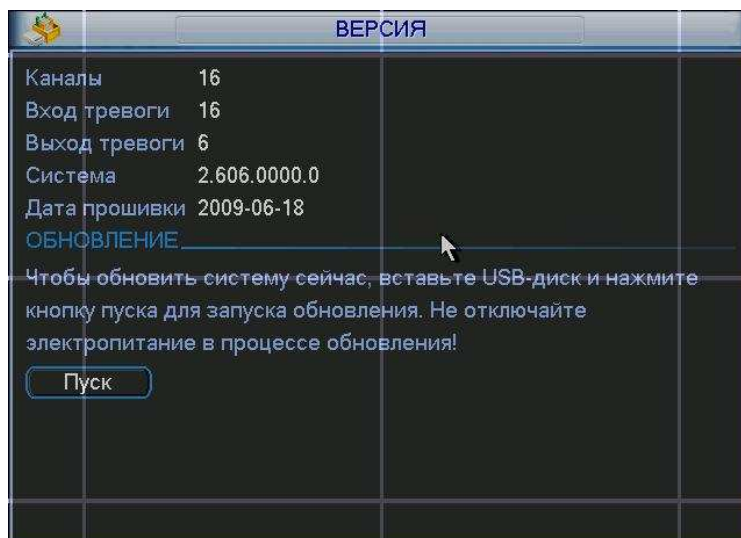 ВЕРСИЯ
Каналы 16
Вход тревоги 16
Выход тревоги 6
Система 2.606.0000.0
Дата прошивки 2009-06-18
ОБНОВЛЕНИЕ
Чтобы обновить систему сейчас, вставьте USB-диск и нажмите
кнопку пуска для запуска обновления. Не отключайте
электропитание в процессе обновления!
Пуск